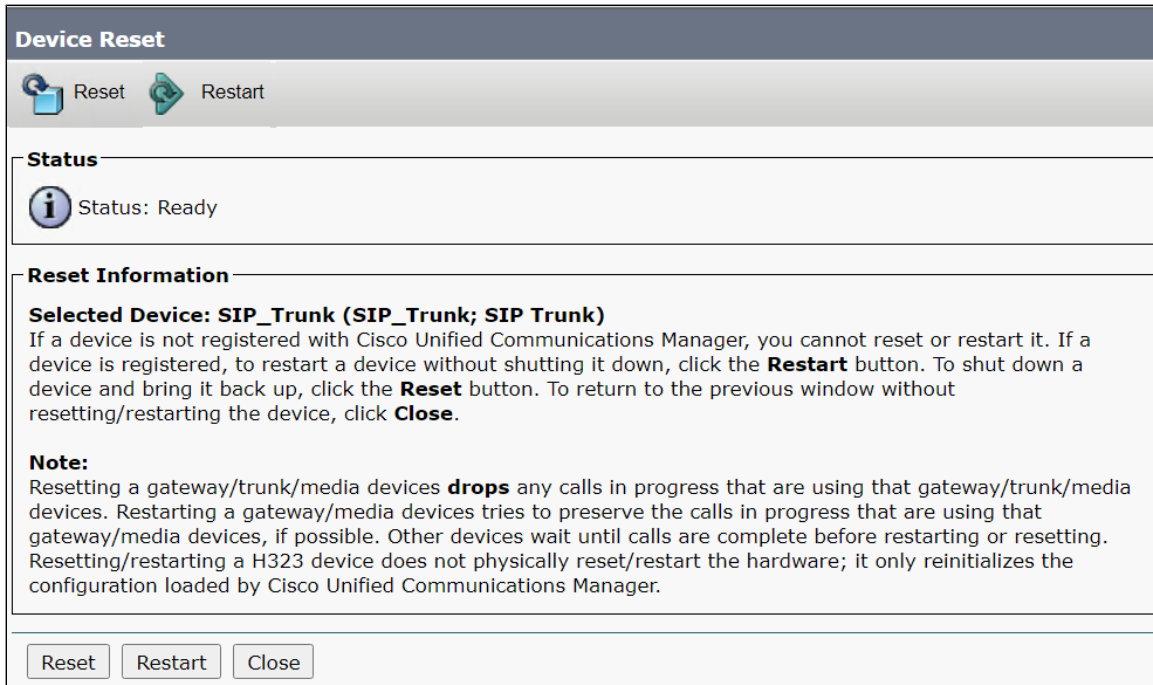 Device Reset
Reset Restart
Status
i Status: Ready
Reset Information
Selected Device: SIP_Trunk (SIP_Trunk; SIP Trunk)
If a device is not registered with Cisco Unified Communications Manager, you cannot reset or restart it. If a
device is registered, to restart a device without shutting it down, click the Restart button. To shut down a
device and bring it back up, click the Reset button. To return to the previous window without
resetting/restarting the device, click Close.
Note:
Resetting a gateway/trunk/media devices drops any calls in progress that are using that gateway/trunk/media
devices. Restarting a gateway/media devices tries to preserve the calls in progress that are using that
gateway/media devices, if possible. Other devices wait until calls are complete before restarting or resetting.
Resetting/restarting a H323 device does not physically reset/restart the hardware; it only reinitializes the
configuration loaded by Cisco Unified Communications Manager.
Reset Restart Close